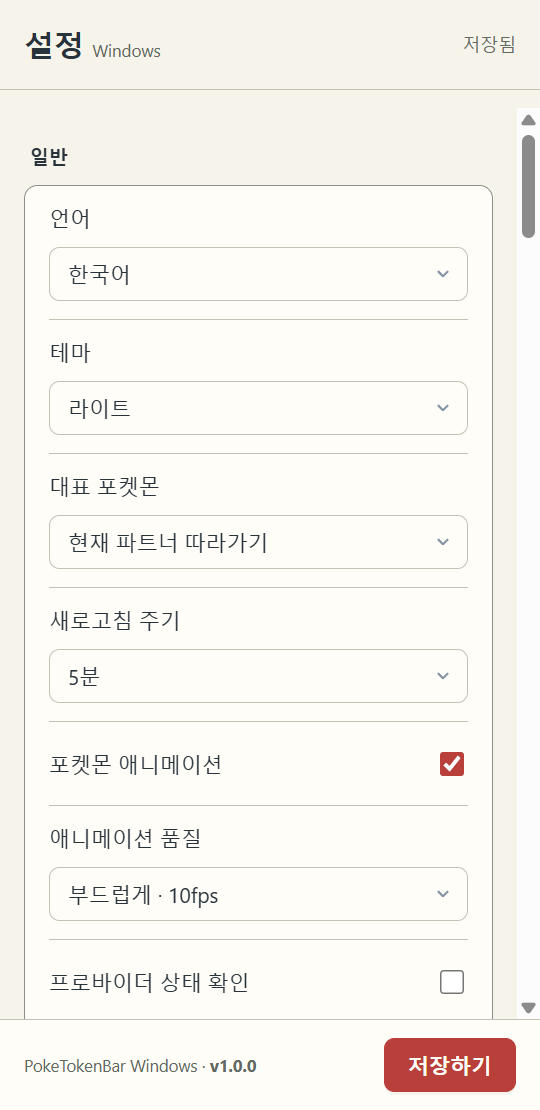 설정 Windows
저장됨
일반
언어
한국어
테마
라이트
대표 포켓몬
현재 파트너 따라가기
새로고침 주기
5분
포켓몬 애니메이션
애니메이션 품질
부드럽게 · 10fps
프로바이더 상태 확인
PokeTokenBar Windows · v1.0.0
저장하기